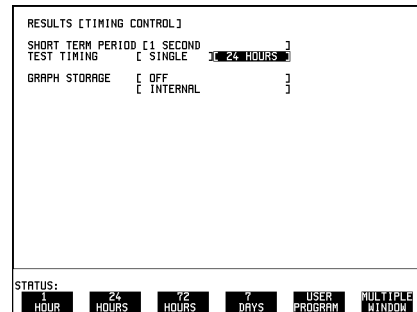 RESULTS [TIMING CONTROL]
SHORT TERM PERIOD [1 SECOND ]
TEST TIMING [ SINGLE ][ 24 HOURS ]
GRAPH STORAGE [ OFF ]
[ INTERNAL ]
STATUS:
1 HOUR 24 HOURS 72 HOURS 7 DAYS USER PROGRAM MULTIPLE WINDOW